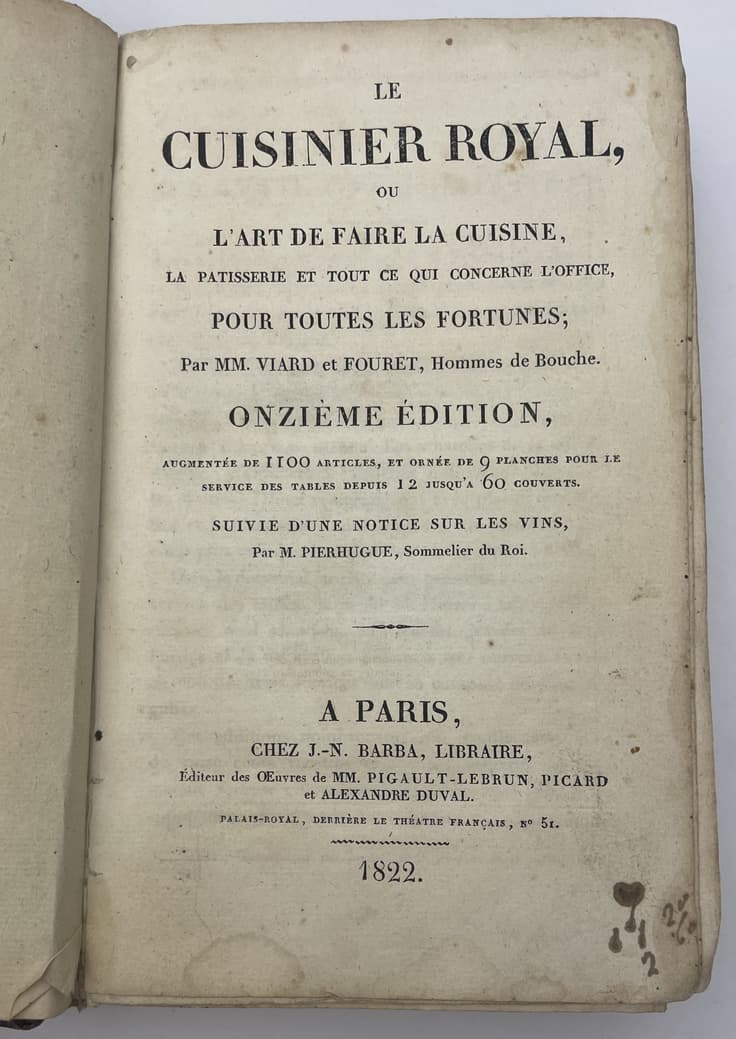 LE
CUISINIER ROYAL,
OU
L'ART DE FAIRE LA CUISINE,
LA PATISSERIE ET TOUT CE QUI CONCERNE L'OFFICE,
POUR TOUTES LES FORTUNES;
Par MM. VIARD et FOURET, Hommes de Bouche.
ONZIÈME ÉDITION,
AUGMENTÉE DE 1100 ARTICLES, ET ORNÉE DE 9 PLANCHES POUR LE
SERVICE DES TABLES DEPUIS 12 JUSQU'A 60 COUVERTS.
SUIVIE D'UNE NOTICE SUR LES VINS,
Par M. PIERHUGUE, Sommelier du Roi.
A PARIS,
CHEZ J.-N. BARBA, LIBRAIRE,
Éditeur des OEuvres de MM. PIGAULT-LEBRUN, PICARD
et ALEXANDRE DUVAL.
PALAIS-ROYAL, DERRIÈRE LE THÉATRE FRANÇAIS, Nº 51.
1822.